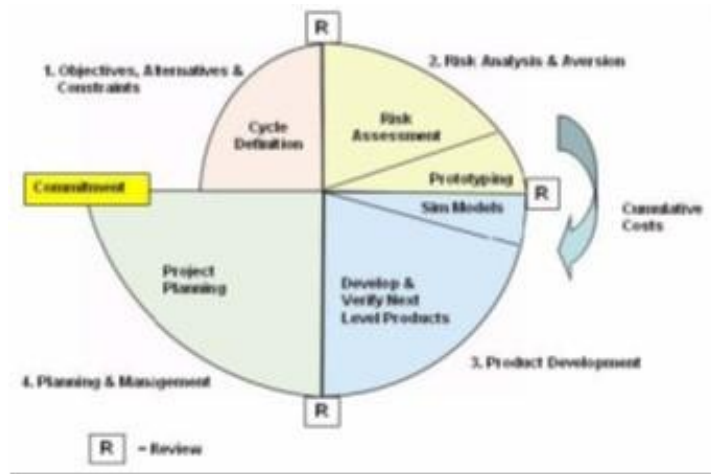 R
1. Objectives, Alternatives &
Constraints
2. Risk Analysis & Aversion
Cycle
Definition
Risk
Assessment
Commitment
Prototyping
R
Sim Models
Cumulative
Costs
Project
Planning
Develop &
Verify Next
Level Products
3. Product Development
4. Planning & Management
R
R = Review